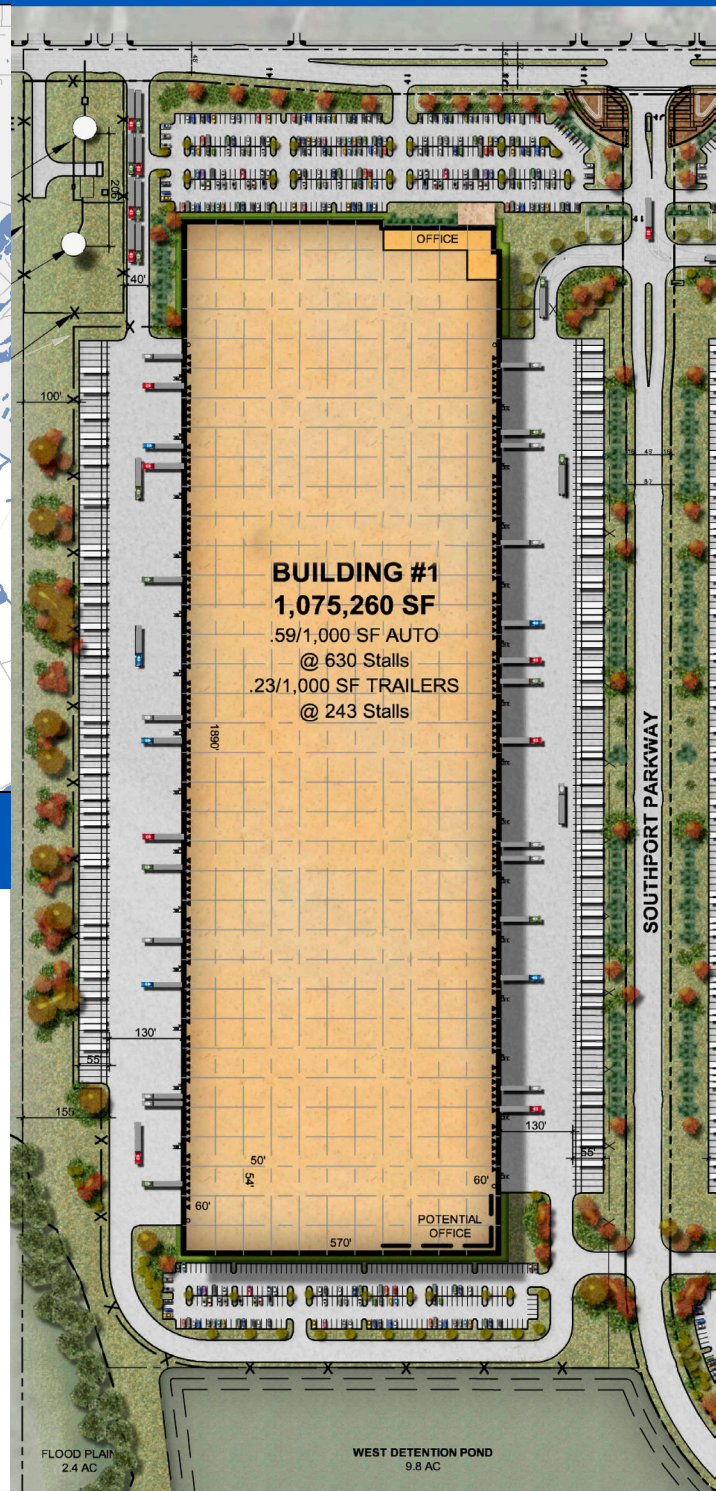 200'
OFFICE
40'
100'
BUILDING #1
1,075,260 SF
.59/1,000 SF AUTO
@ 630 Stalls
.23/1,000 SF TRAILERS
@ 243 Stalls
1890'
SOUTHPORT PARKWAY
130'
55'
155'
130'
55'
50'
54'
60'
60'
POTENTIAL
OFFICE
570'
FLOOD PLAIN
2.4 AC
WEST DETENTION POND
9.8 AC